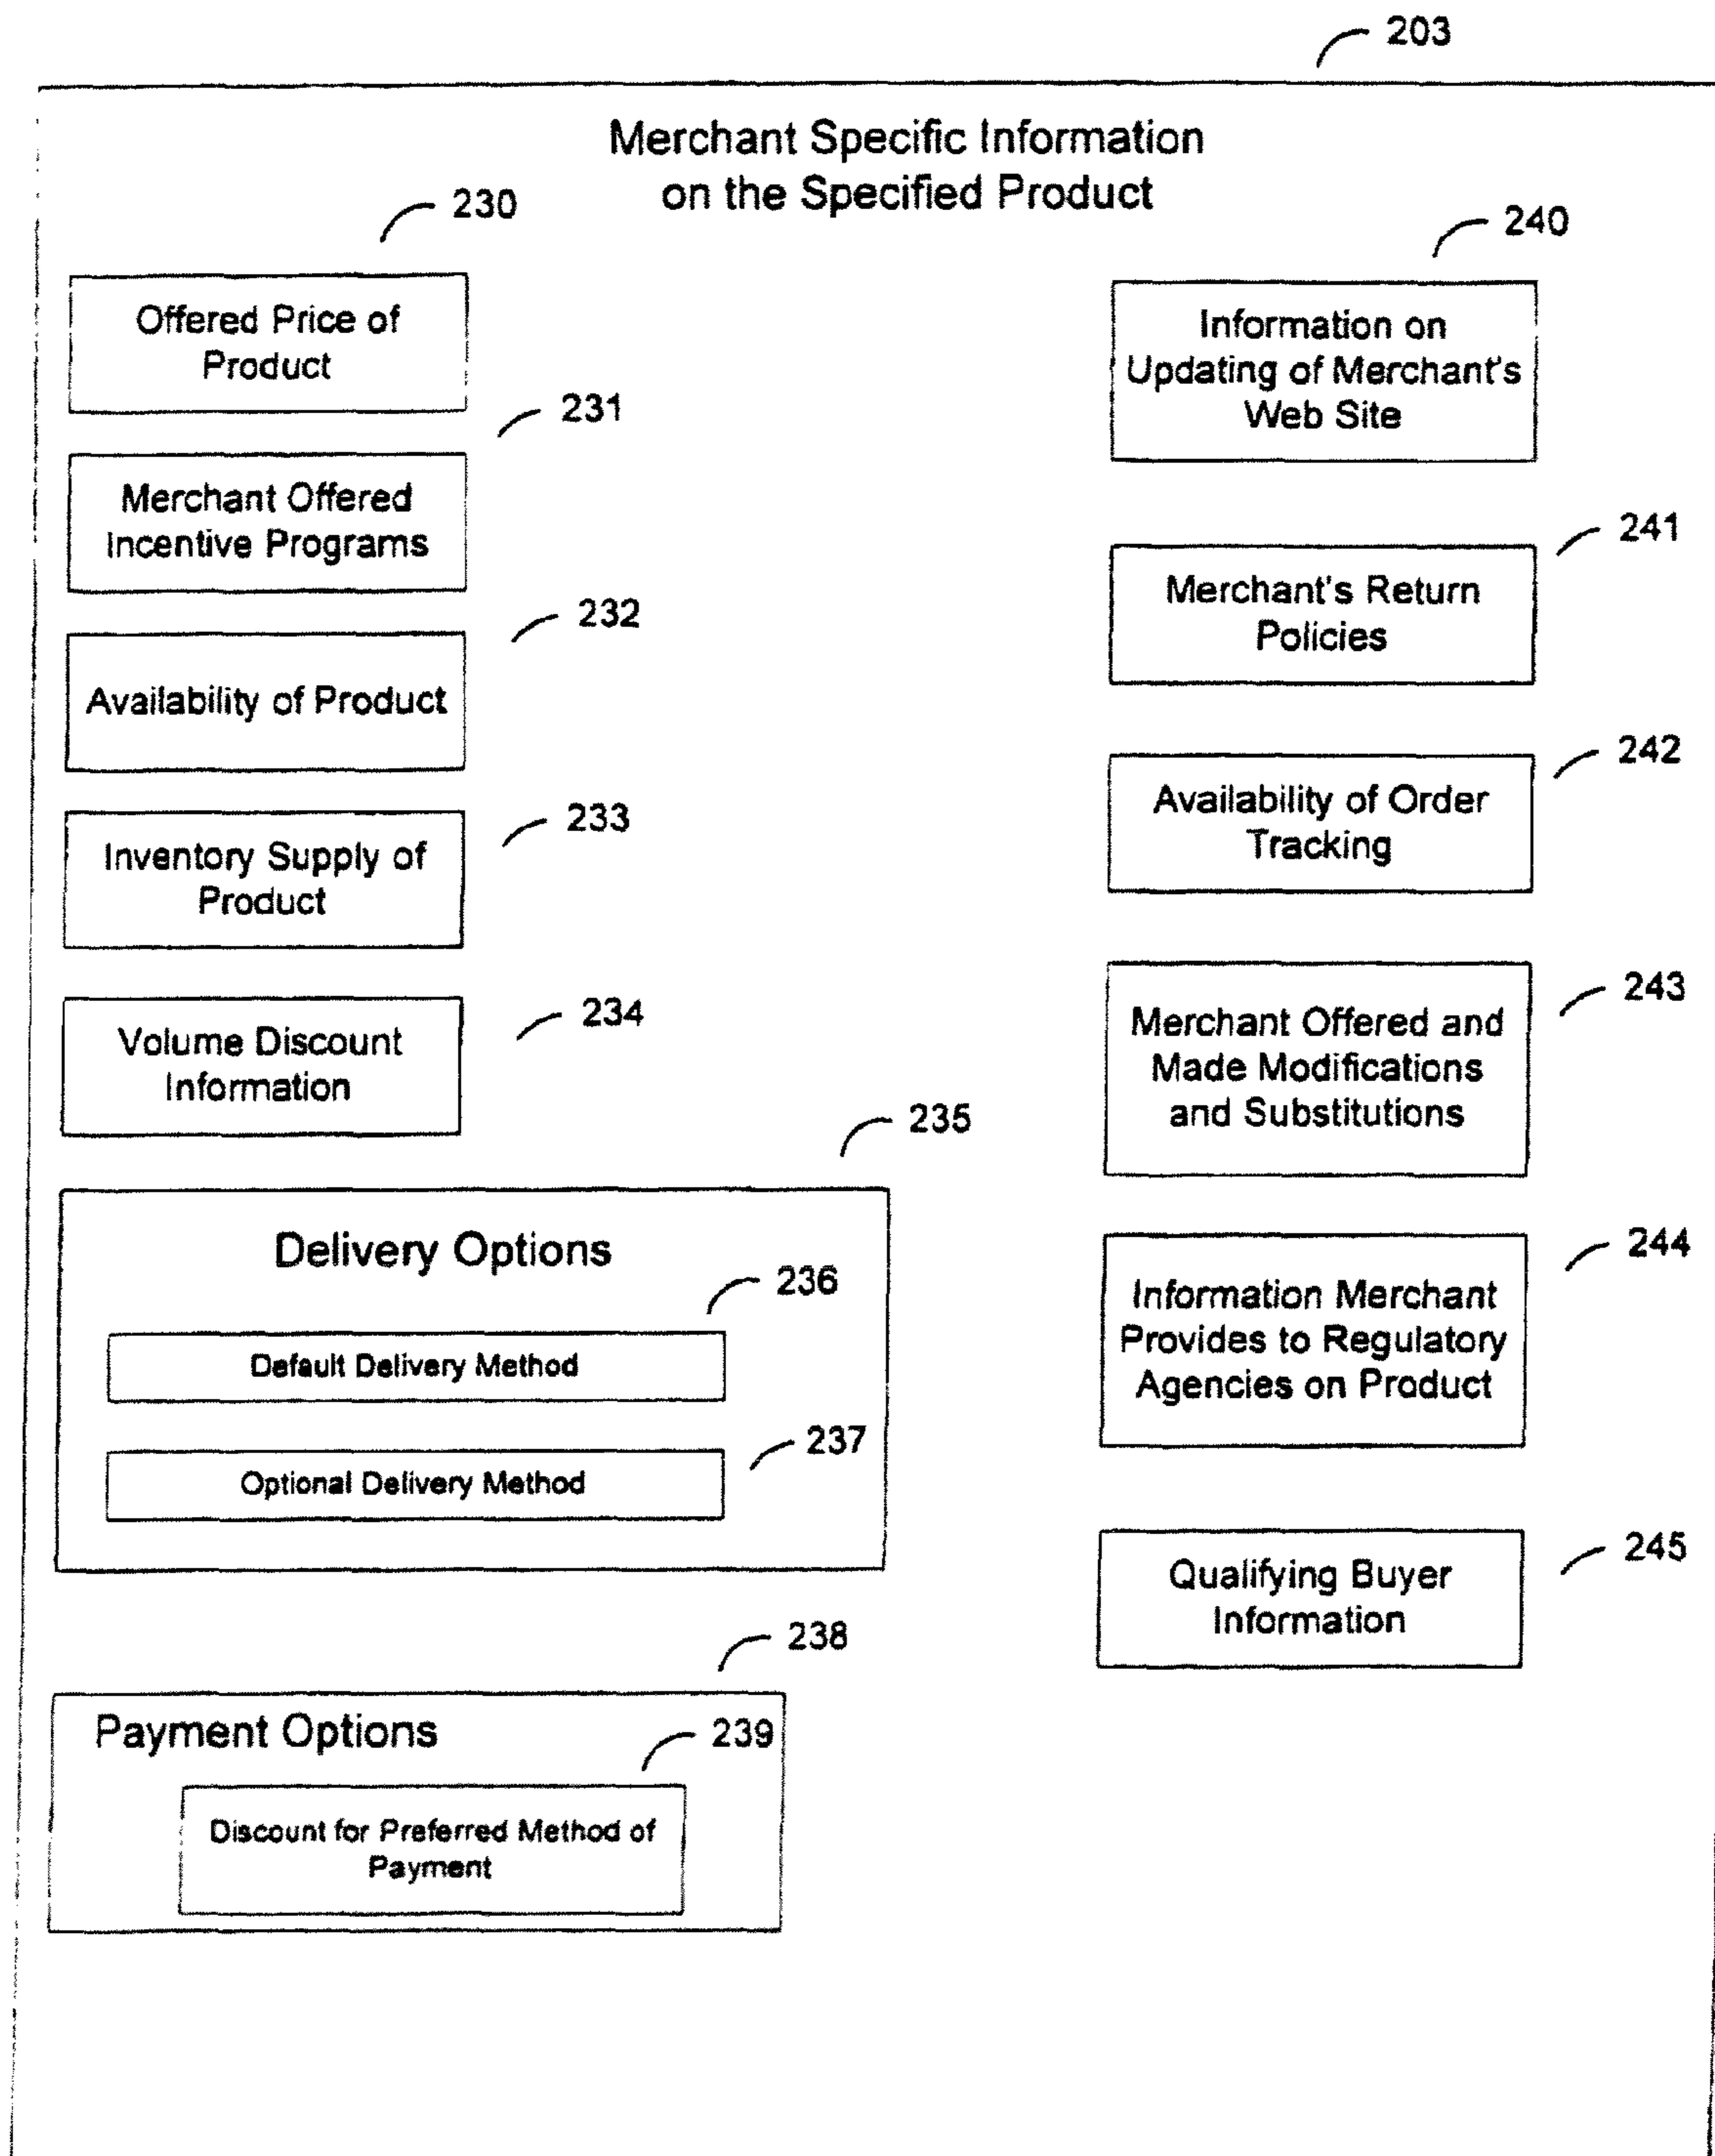 203
Merchant Specific Information
on the Specified Product
230
Offered Price of
Product
231
Merchant Offered
Incentive Programs
232
Availability of Product
233
Inventory Supply of
Product
234
Volume Discount
Information
235
Delivery Options
236
Default Delivery Method
237
Optional Delivery Method
238
Payment Options
239
Discount for Preferred Method of
Payment
240
Information on
Updating of Merchant's
Web Site
241
Merchant's Return
Policies
242
Availability of Order
Tracking
243
Merchant Offered and
Made Modifications
and Substitutions
244
Information Merchant
Provides to Regulatory
Agencies on Product
245
Qualifying Buyer
Information